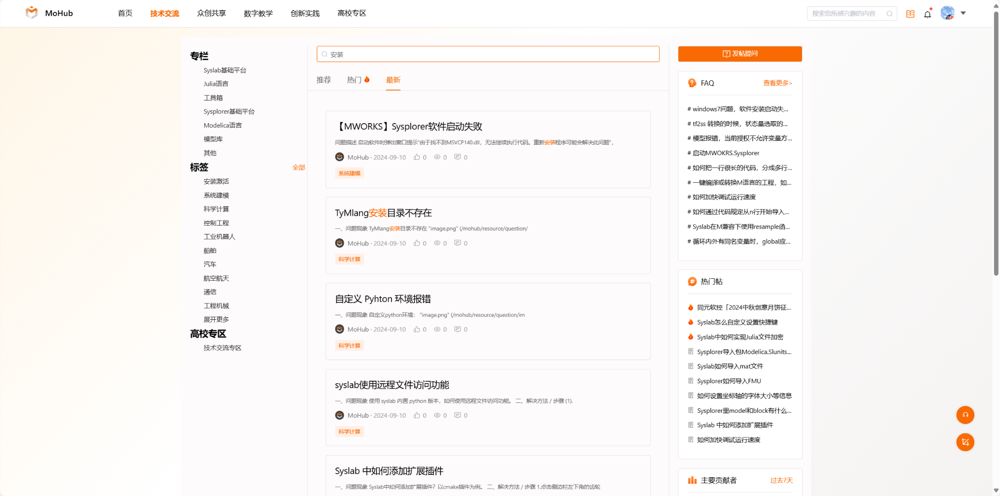 MoHub
首页
技术交流
众创共享
数字教学
创新实践
高校专区
搜索您所感兴趣的内容
专栏
Syslab基础平台
Julia语言
工具箱
Sysplorer基础平台
Modelica语言
模型库
其他
标签
全部
安装激活
系统建模
科学计算
控制工程
工业机器人
船舶
汽车
航空航天
通信
工程机械
展开更多
高校专区
技术交流专区
安装
推荐
热门
最新
【MWORKS】Sysplorer软件启动失败
问题描述 启动软件时弹出窗口提示"由于找不到MSVCP140.dll，无法继续执行代码。重新安装程序可能会解决此问题"，
MoHub · 2024-09-10 0 0 0
系统建模
TyMlang安装目录不存在
一、问题现象 TyMlang安装目录不存在 "image.png" (/mohub/resource/question/
MoHub · 2024-09-10 0 0 0
科学计算
自定义 Pyhton 环境报错
一、问题现象 自定义python环境： "image.png" (/mohub/resource/question/im
MoHub · 2024-09-10 0 0 0
科学计算
syslab使用远程文件访问功能
一、问题现象 使用 syslab 内置 python 版本，如何使用远程文件访问功能。 二、解决方法 / 步骤 (1).
MoHub · 2024-09-10 0 0 0
科学计算
Syslab 中如何添加扩展插件
一、问题现象 Syslab中如何添加扩展插件？以cmake插件为例。 二、解决方法 / 步骤 1.点击侧边栏左下角的齿轮
发帖提问
FAQ
查看更多>
# windows7问题，软件安装启动失...
# tf2ss 转换的时候，状态量选取的...
# 模型报错，当前授权不允许变量方...
# 启动MWOKRS.Sysplorer
# 如何把一行很长的代码，分成多行...
# 一键编译或转换M语言的工程，如...
# 如何加快调试运行速度
# 如何通过代码规定从n行开始导入...
# Syslab在M兼容下使用resample函...
# 循环内外有同名变量时，global应...
热门帖
同元软控「2024中秋创意月饼征...
Syslab怎么自定义设置快捷键
Syslab中如何实现Julia文件加密
Sysplorer导入包Modelica.SIunits...
Syslab如何导入mat文件
Sysplorer如何导入FMU
如何设置坐标轴的字体大小等信息
Sysplorer里model和block有什么...
Syslab 中如何添加扩展插件
如何加快调试运行速度
主要贡献者
过去7天